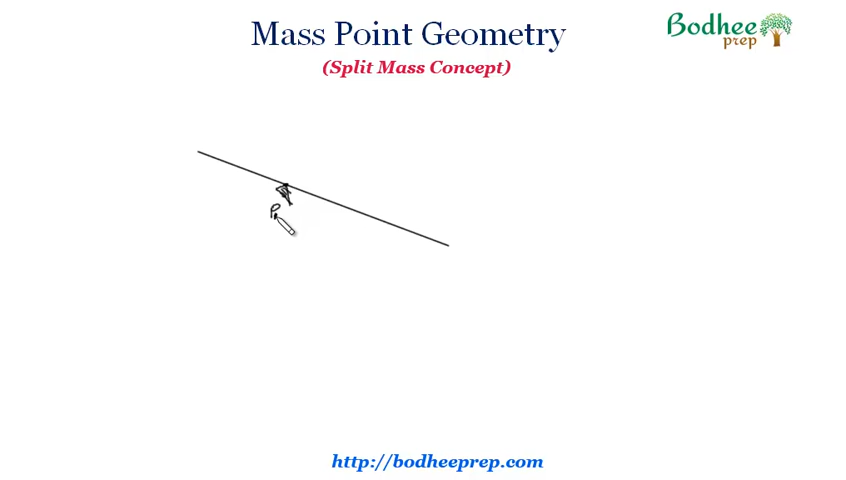 Mass Point Geometry
Bodhee
prep
(Split Mass Concept)
P
http://bodheeprep.com